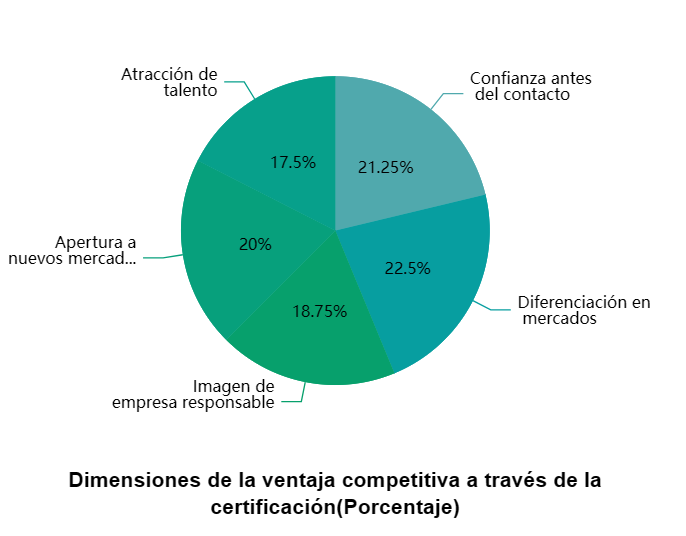 Atracción de
talento
Confianza antes
del contacto
17.5%
21.25%
Apertura a
nuevos mercad...
20%
22.5%
18.75%
Diferenciación en
mercados
Imagen de
empresa responsable
Dimensiones de la ventaja competitiva a través de la
certificación(Porcentaje)